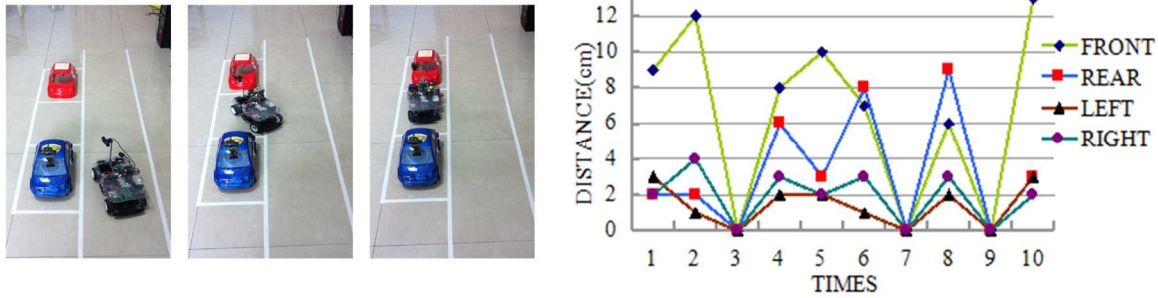 12
10
8
6
4
2
0
DISTANCE(cm)
1 2 3 4 5 6 7 8 9 10
TIMES
FRONT
REAR
LEFT
RIGHT